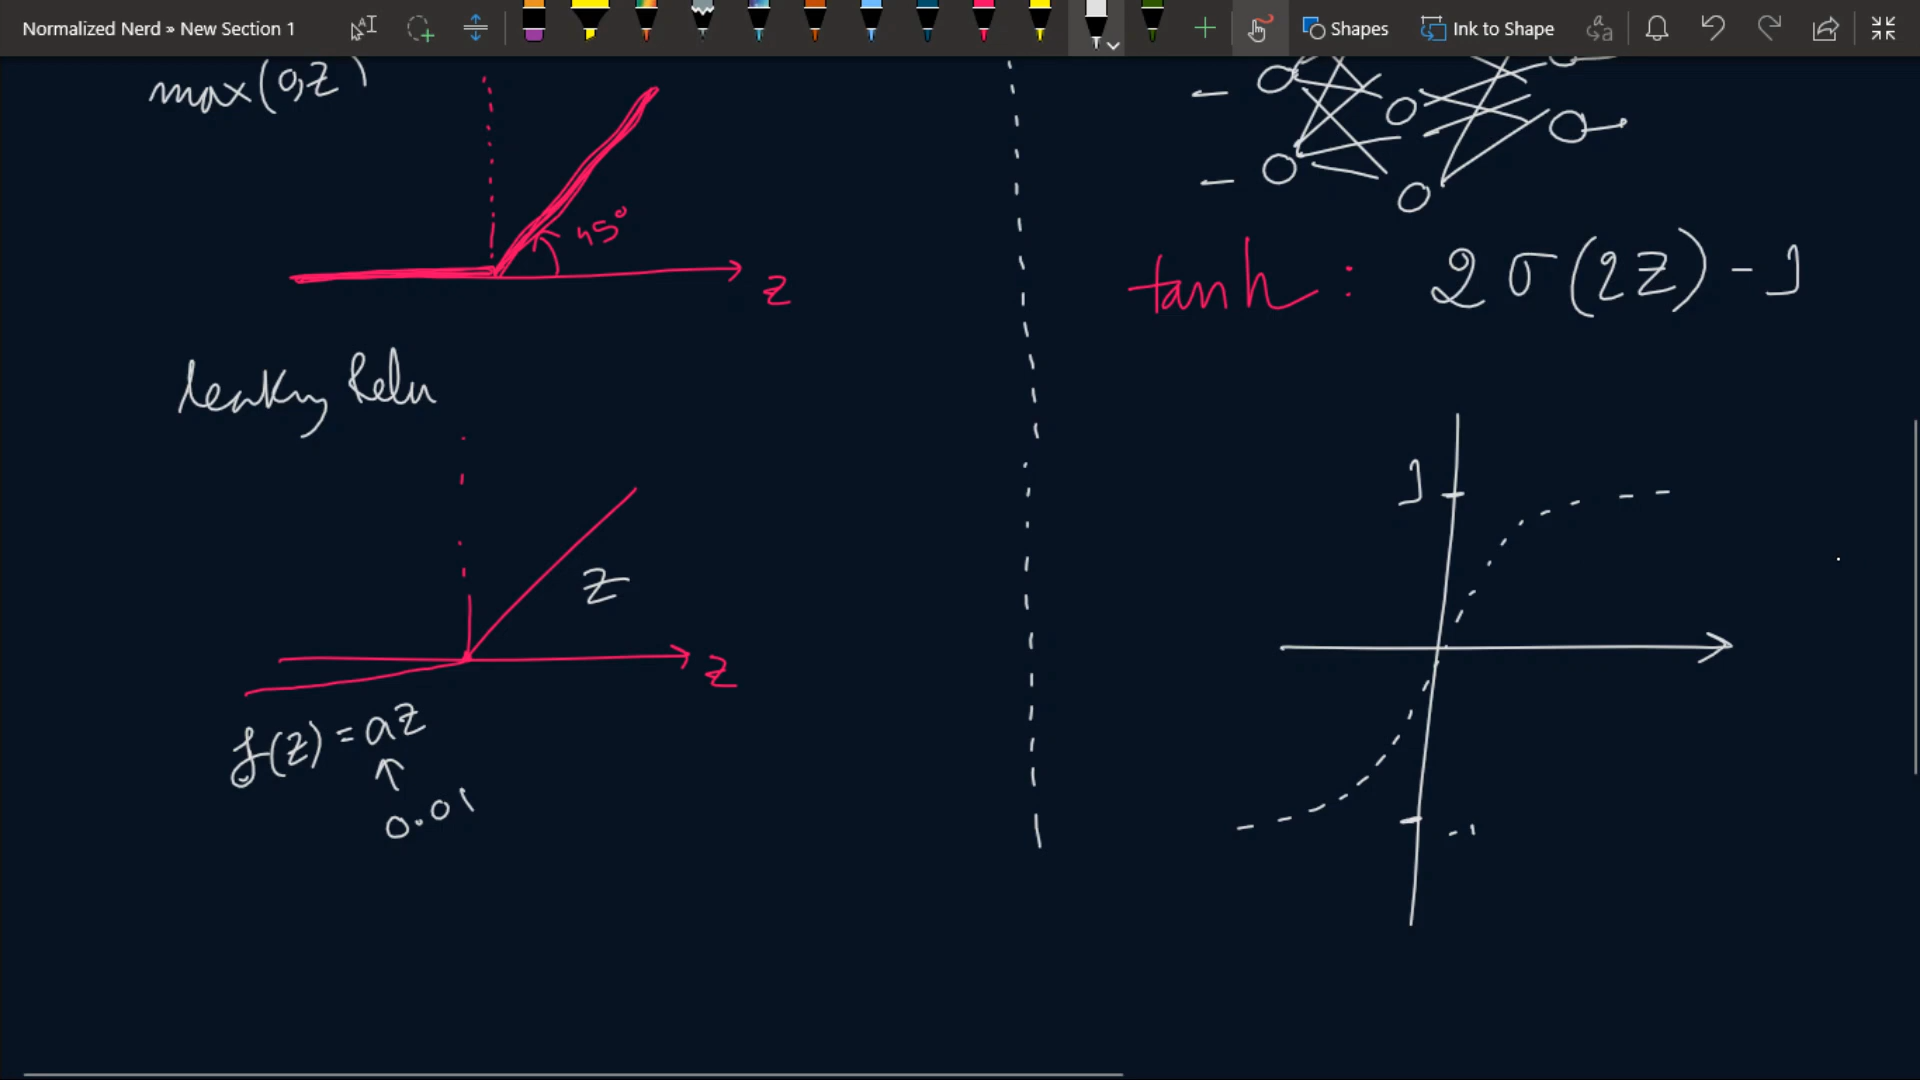 Normalized Nerd » New Section 1
Shapes
Ink to Shape
max(0,z)
45°
z
leaky Relu
z
z
f(z) = az
↑
0.01
tanh : 2σ(2z) - 1
1
-1